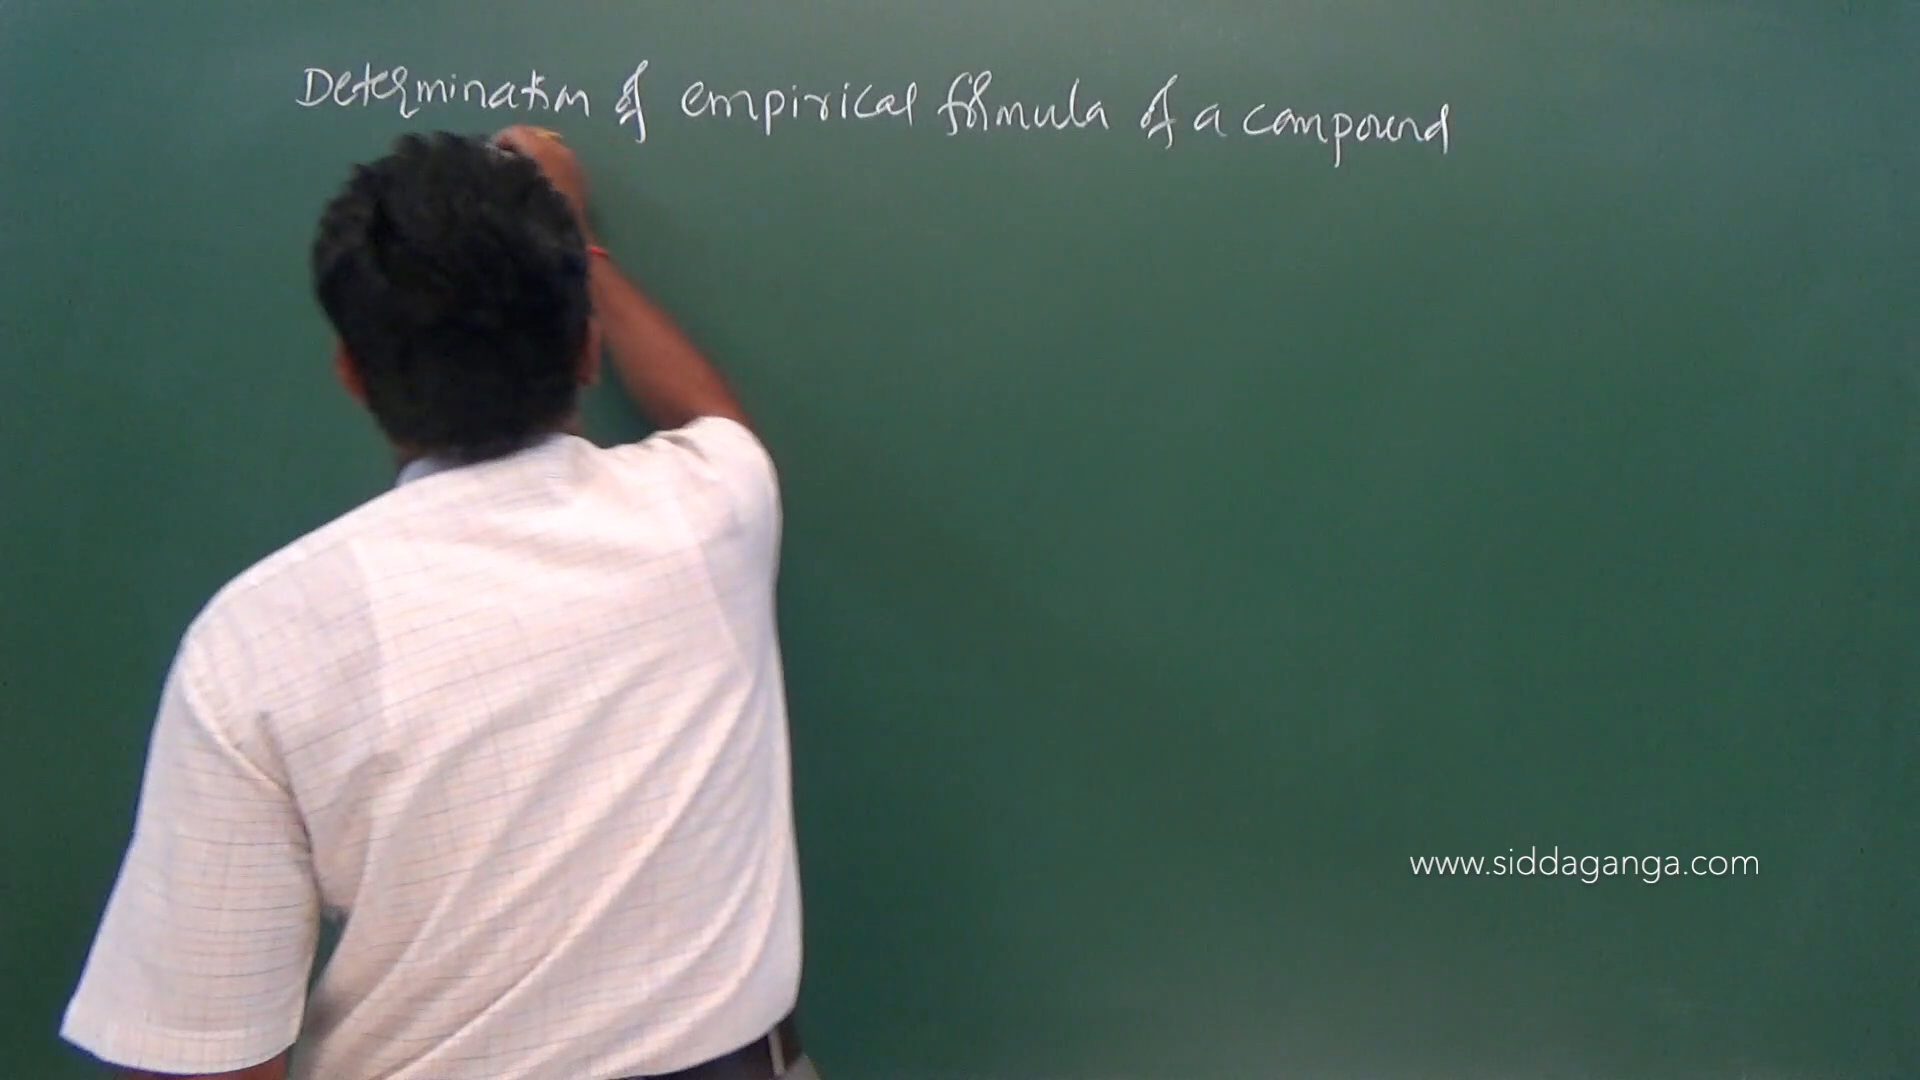 Determination of empirical formula of a compound
www.siddaganga.com